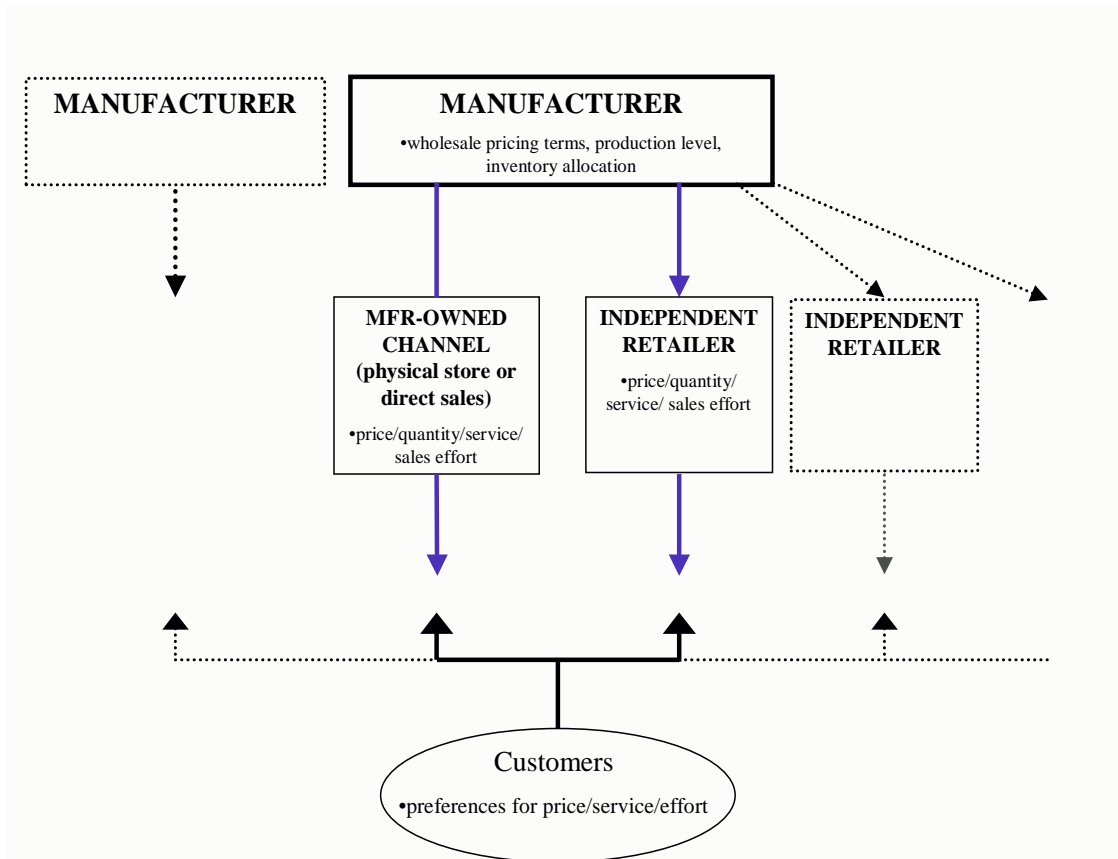 MANUFACTURER
MANUFACTURER
•wholesale pricing terms, production level,
inventory allocation
MFR-OWNED
CHANNEL
(physical store or
direct sales)
•price/quantity/service/
sales effort
INDEPENDENT
RETAILER
•price/quantity/
service/ sales effort
INDEPENDENT
RETAILER
Customers
•preferences for price/service/effort